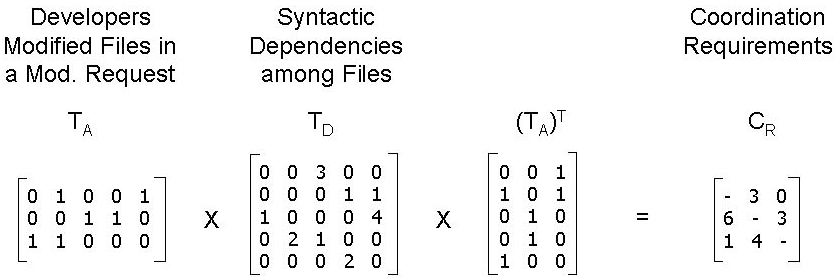 Developers Modified Files in a Mod. Request
Syntactic Dependencies among Files
Coordination Requirements
T_A
T_D
(T_A)^T
C_R
0 1 0 0 1
0 0 1 1 0
1 1 0 0 0
X
0 0 3 0 0
0 0 0 1 1
1 0 0 0 4
0 2 1 0 0
0 0 0 2 0
X
0 0 1
1 0 1
0 1 0
0 1 0
1 0 0
=
- 3 0
6 - 3
1 4 -